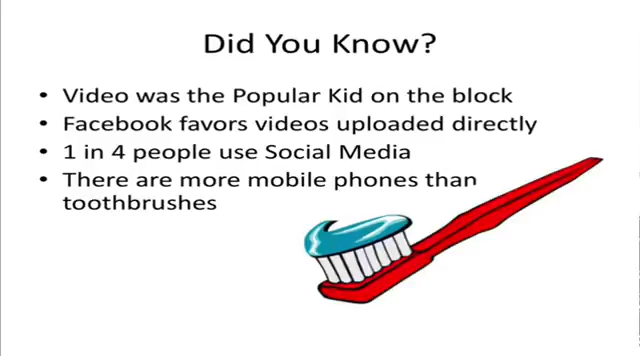 Did You Know?
• Video was the Popular Kid on the block
• Facebook favors videos uploaded directly
• 1 in 4 people use Social Media
• There are more mobile phones than
toothbrushes